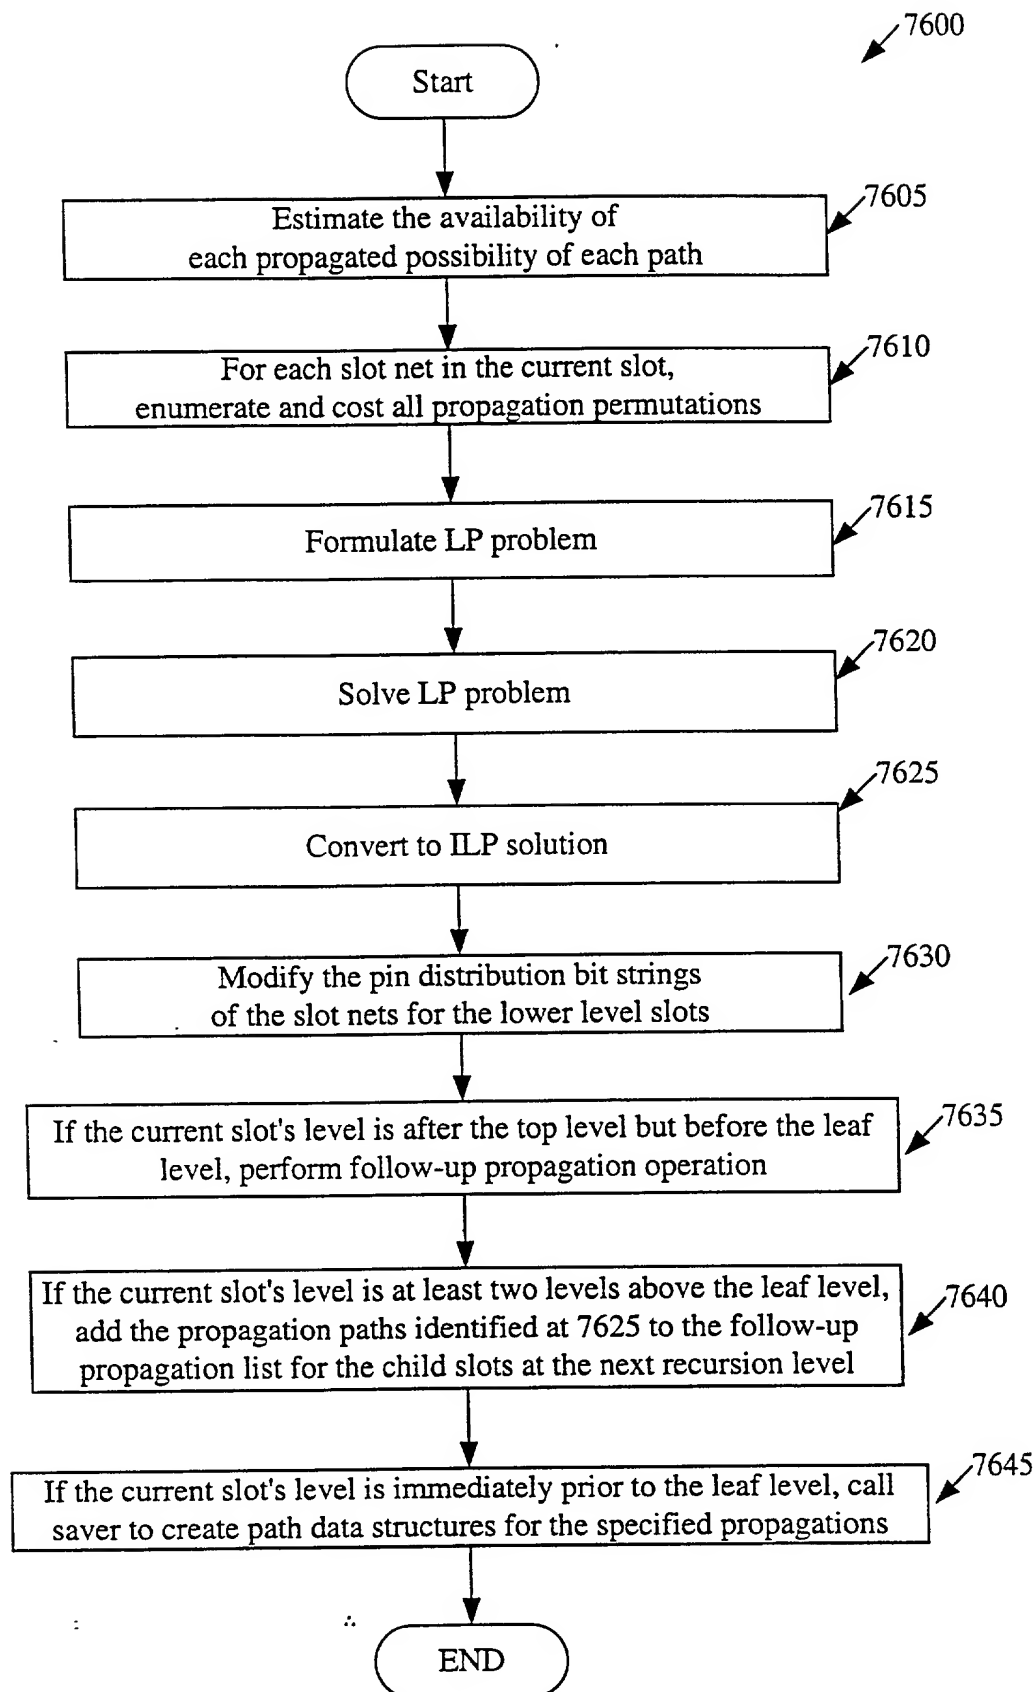 7600
Start
7605
Estimate the availability of
each propagated possibility of each path
7610
For each slot net in the current slot,
enumerate and cost all propagation permutations
7615
Formulate LP problem
7620
Solve LP problem
7625
Convert to ILP solution
7630
Modify the pin distribution bit strings
of the slot nets for the lower level slots
7635
If the current slot's level is after the top level but before the leaf
level, perform follow-up propagation operation
7640
If the current slot's level is at least two levels above the leaf level,
add the propagation paths identified at 7625 to the follow-up
propagation list for the child slots at the next recursion level
7645
If the current slot's level is immediately prior to the leaf level, call
saver to create path data structures for the specified propagations
END